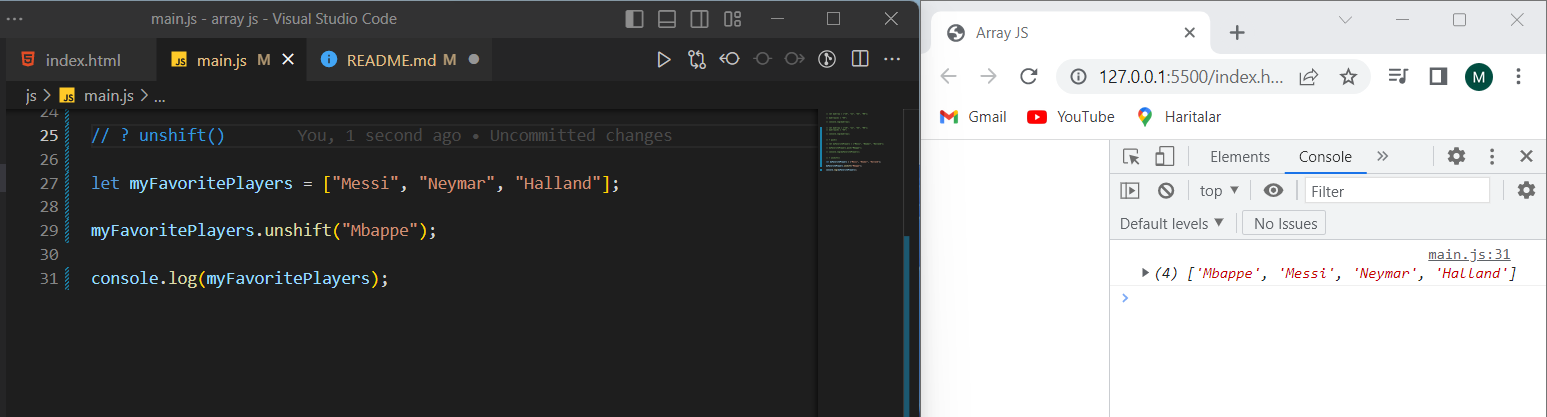 main.js - array js - Visual Studio Code
index.html
JS main.js M
README.md M
js > JS main.js > ...
24
25 // ? unshift() You, 1 second ago • Uncommitted changes
26
27 let myFavoritePlayers = ["Messi", "Neymar", "Halland"];
28
29 myFavoritePlayers.unshift("Mbappe");
30
31 console.log(myFavoritePlayers);
Array JS
127.0.0.1:5500/index.h...
M
Gmail
YouTube
Haritalar
Elements
Console
top
Filter
Default levels
No Issues
main.js:31
(4) ['Mbappe', 'Messi', 'Neymar', 'Halland']